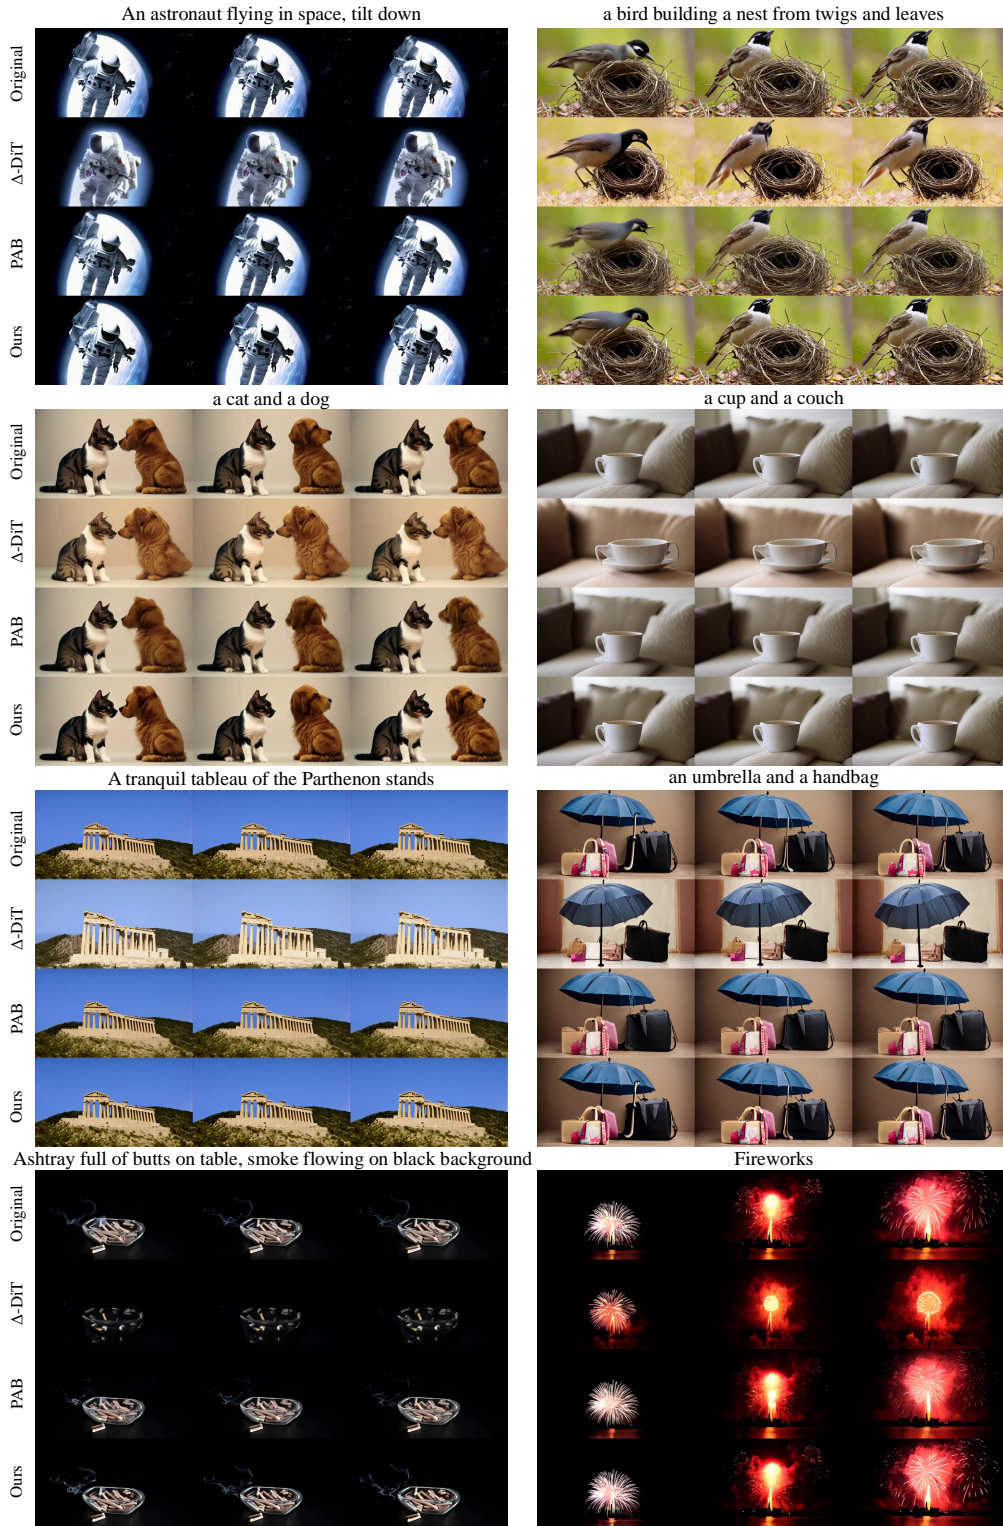 An astronaut flying in space, tilt down
a bird building a nest from twigs and leaves
Original
Δ-DiT
PAB
Ours
a cat and a dog
a cup and a couch
Original
Δ-DiT
PAB
Ours
A tranquil tableau of the Parthenon stands
an umbrella and a handbag
Original
Δ-DiT
PAB
Ours
Ashtray full of butts on table, smoke flowing on black background
Fireworks
Original
Δ-DiT
PAB
Ours